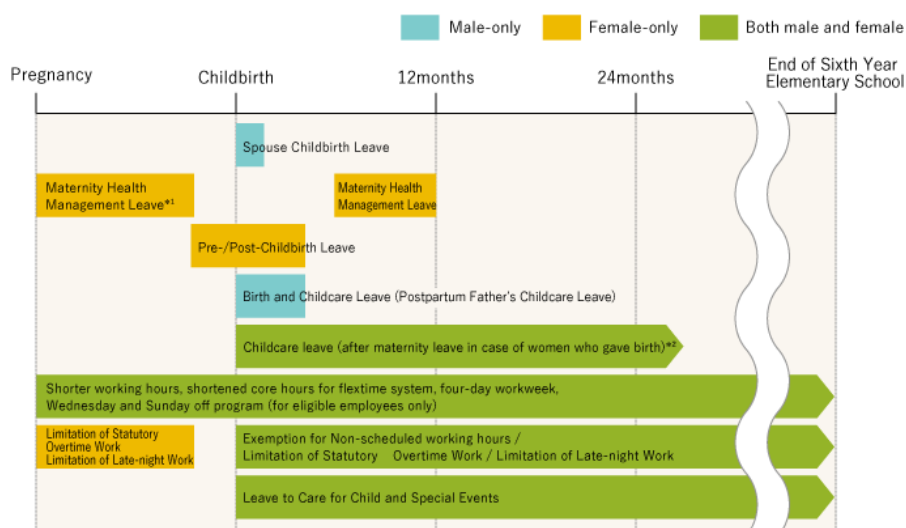 Male-only
Female-only
Both male and female
Pregnancy
Childbirth
12months
24months
End of Sixth Year
Elementary School
Spouse Childbirth Leave
Maternity Health
Management Leave*1
Maternity Health
Management Leave
Pre-/Post-Childbirth Leave
Birth and Childcare Leave (Postpartum Father's Childcare Leave)
Childcare leave (after maternity leave in case of women who gave birth)*2
Shorter working hours, shortened core hours for flextime system, four-day workweek,
Wednesday and Sunday off program (for eligible employees only)
Limitation of Statutory
Overtime Work
Limitation of Late-night Work
Exemption for Non-scheduled working hours /
Limitation of Statutory Overtime Work / Limitation of Late-night Work
Leave to Care for Child and Special Events